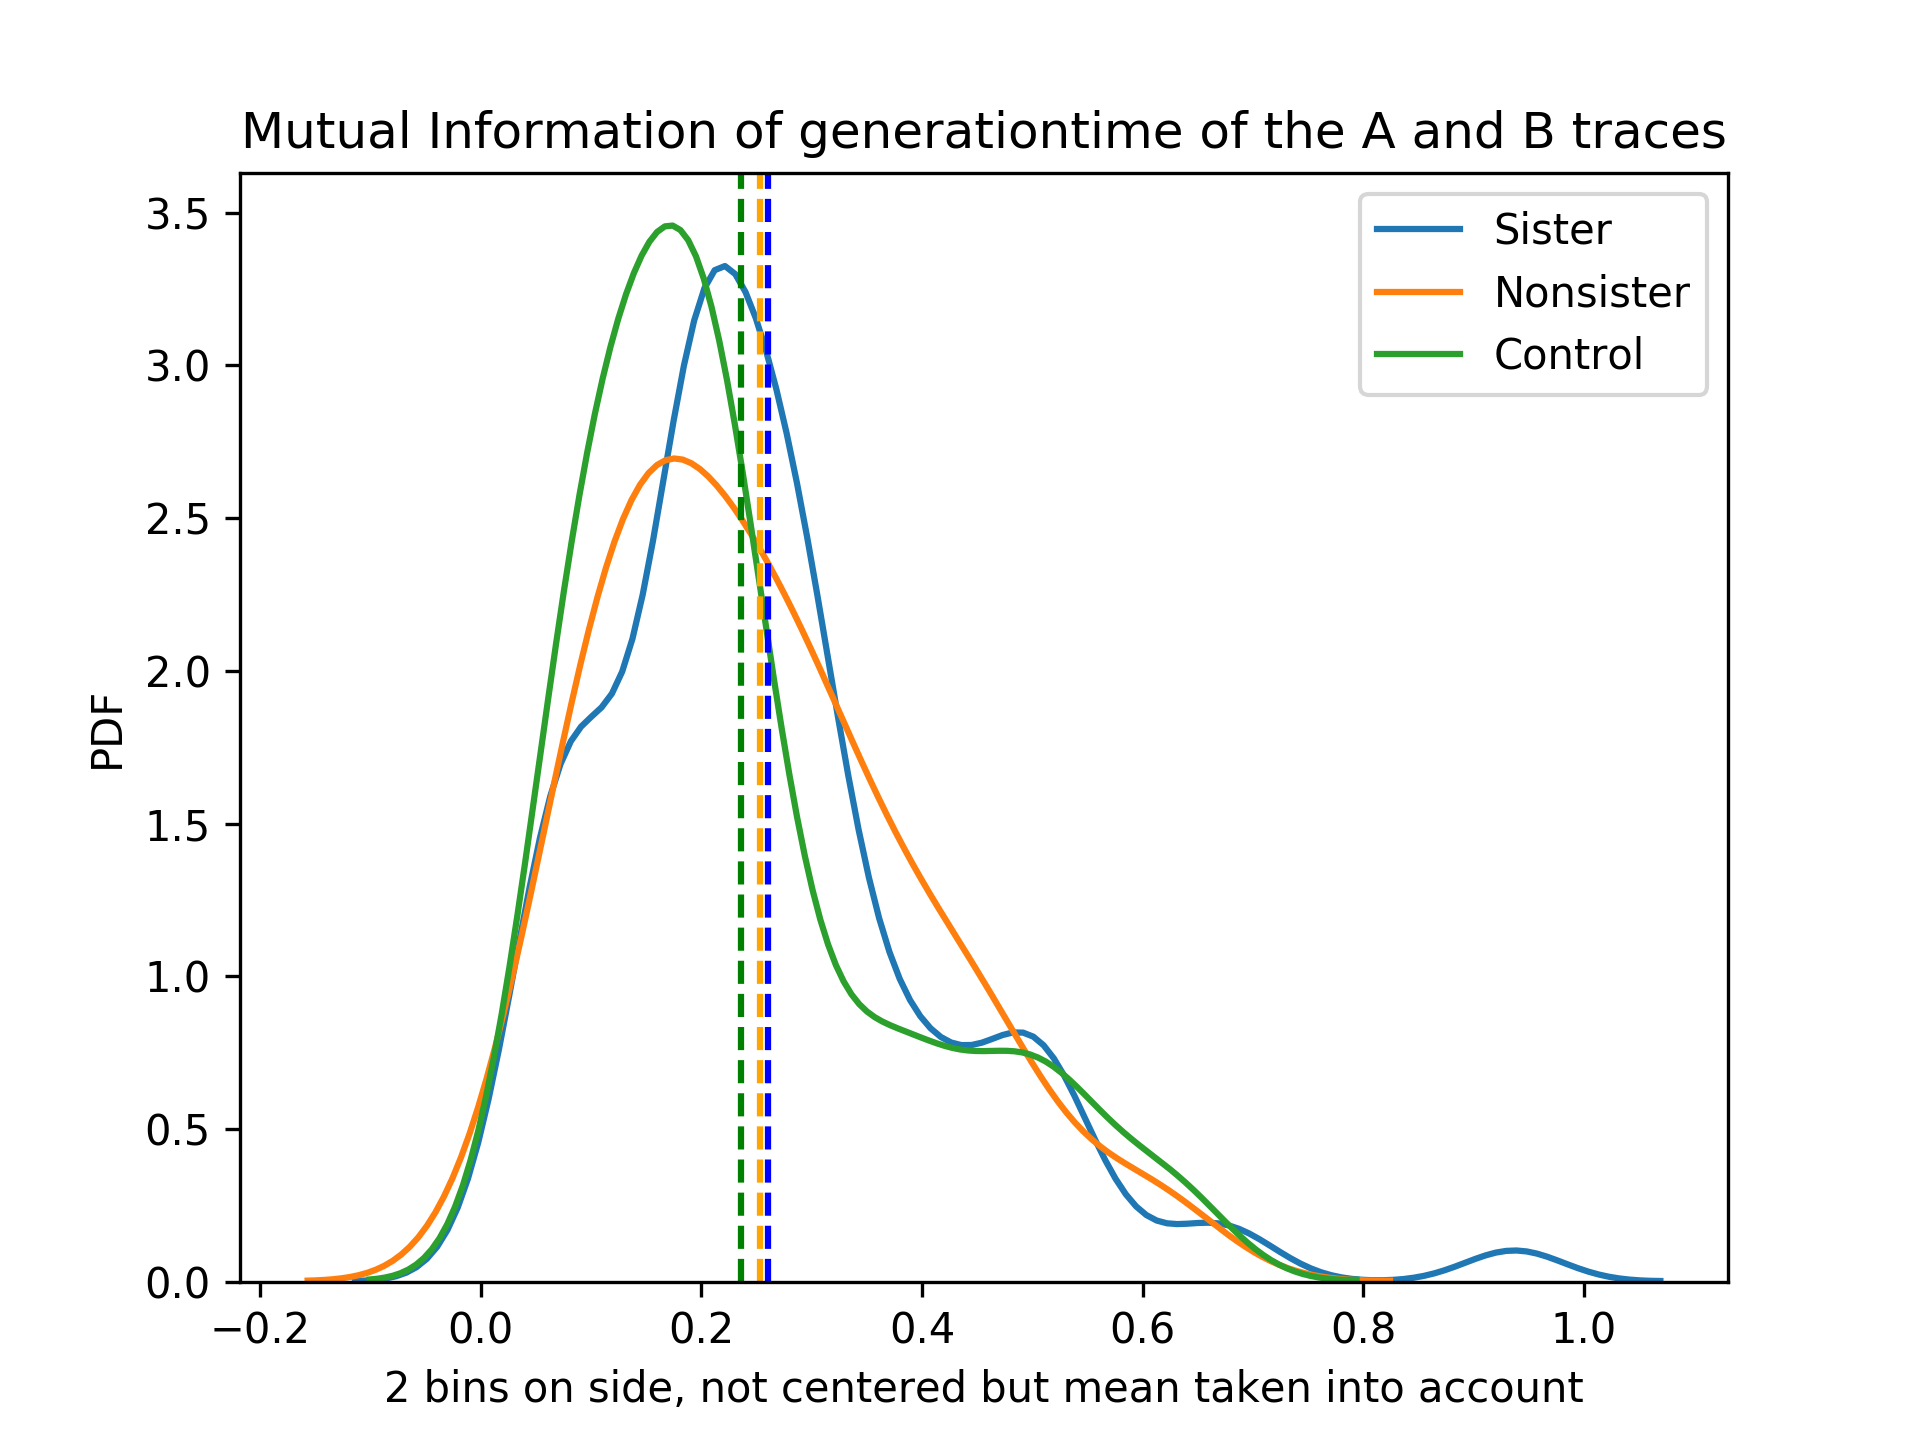 Mutual Information of generationtime of the A and B traces
Sister
Nonsister
Control
PDF
3.5
3.0
2.5
2.0
1.5
1.0
0.5
0.0
−0.2 0.0 0.2 0.4 0.6 0.8 1.0
2 bins on side, not centered but mean taken into account